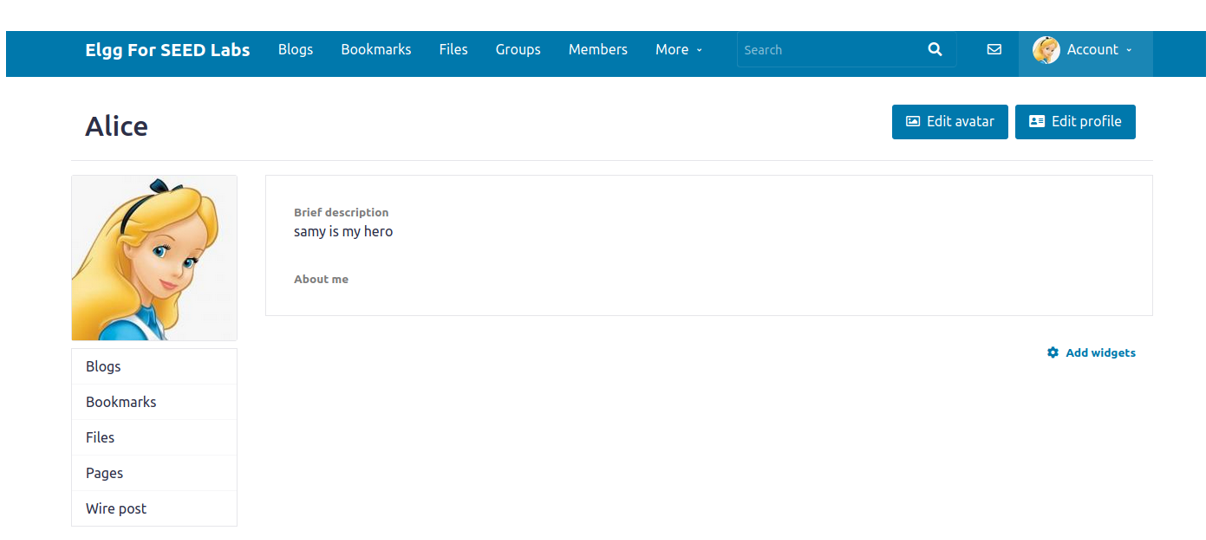 Elgg For SEED Labs Blogs Bookmarks Files Groups Members More Search Account
Alice Edit avatar Edit profile
Brief description
samy is my hero
About me
Add widgets
Blogs
Bookmarks
Files
Pages
Wire post